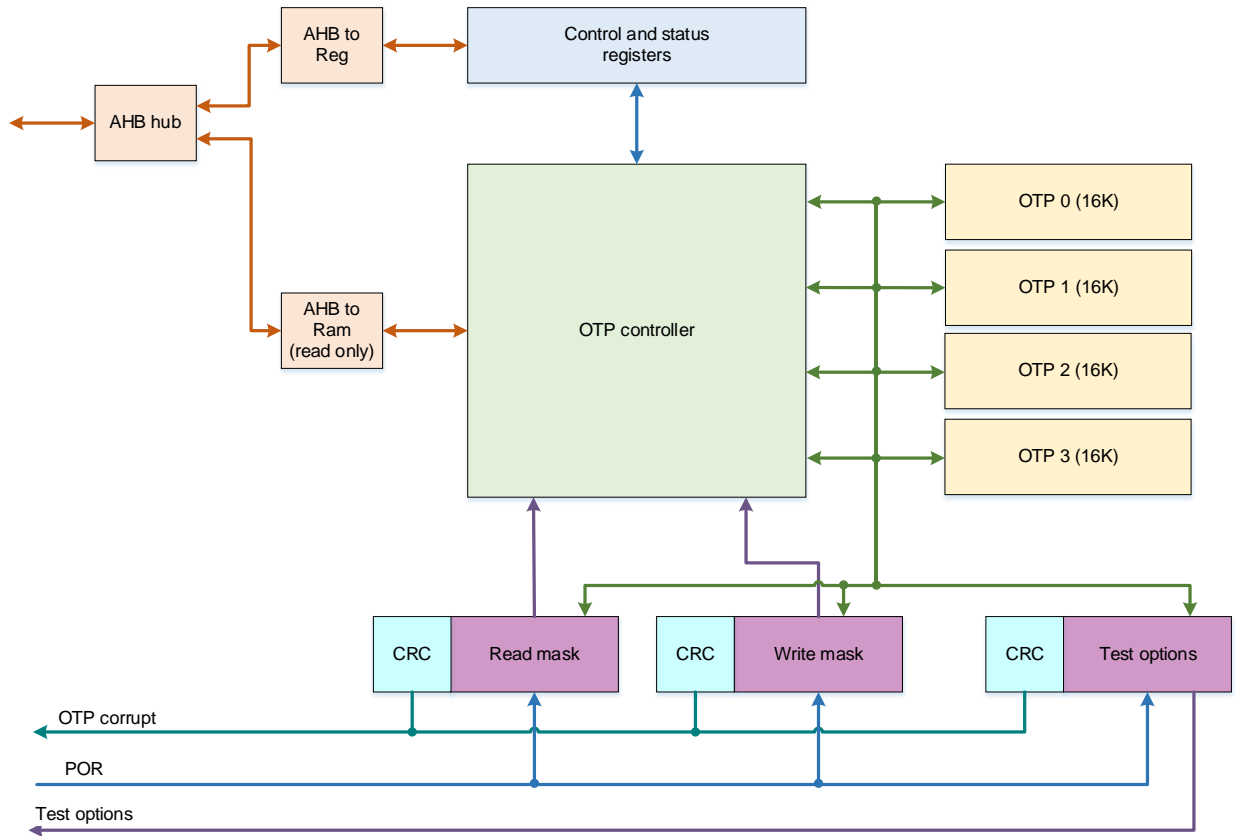 AHB to
Reg
Control and status
registers
AHB hub
OTP 0 (16K)
OTP 1 (16K)
AHB to
Ram
(read only)
OTP controller
OTP 2 (16K)
OTP 3 (16K)
CRC
Read mask
CRC
Write mask
CRC
Test options
OTP corrupt
POR
Test options